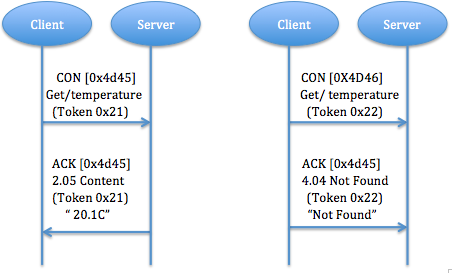 Client
Server
CON [0x4d45]
Get/temperature
(Token 0x21)
ACK [0x4d45]
2.05 Content
(Token 0x21)
“ 20.1C”
Client
Server
CON [0X4D46]
Get/ temperature
(Token 0x22)
ACK [0x4d45]
4.04 Not Found
(Token 0x22)
“Not Found”